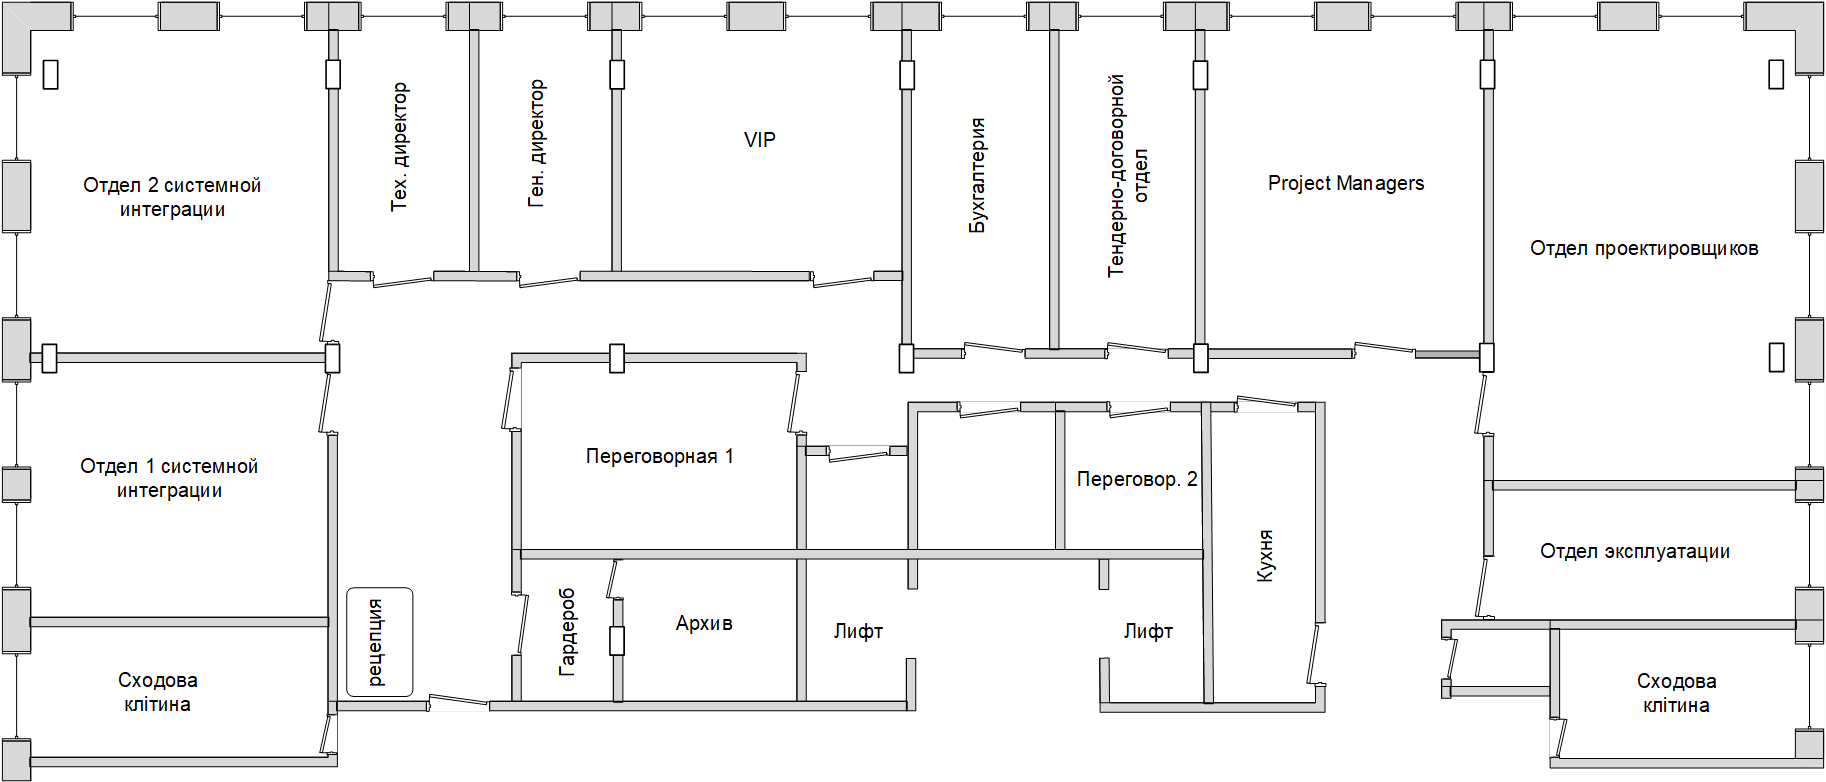 Отдел 2 системной
интеграции
Тех. директор
Ген. директор
VIP
Бухгалтерия
Тендерно-договорной
отдел
Project Managers
Отдел проектировщиков
Отдел 1 системной
интеграции
Переговорная 1
Переговор. 2
Кухня
Отдел эксплуатации
рецепция
Гардероб
Архив
Лифт
Лифт
Сходова
клітина
Сходова
клітина